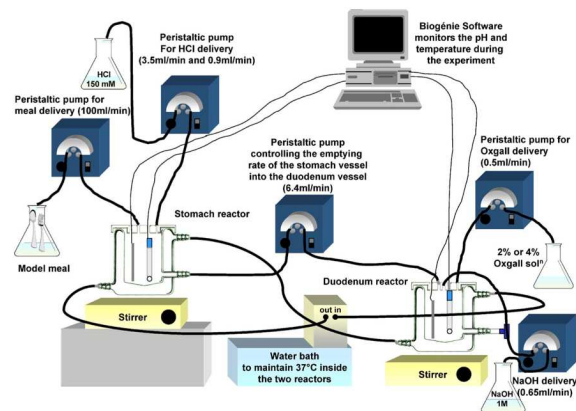 Peristaltic pump
For HCl delivery
(3.5ml/min and 0.9ml/min)
Biogénie Software
monitors the pH and
temperature during
the experiment
HCl
150 mM
Peristaltic pump for
meal delivery (100ml/min)
Peristaltic pump
controlling the emptying
rate of the stomach vessel
into the duodenum vessel
(6.4ml/min)
Peristaltic pump for
Oxgall delivery
(0.5ml/min)
Stomach reactor
Model meal
2% or 4%
Oxgall solⁿ
Duodenum reactor
Stirrer
out in
Water bath
to maintain 37°C inside
the two reactors
Stirrer
NaOH
1M
NaOH delivery
(0.65ml/min)